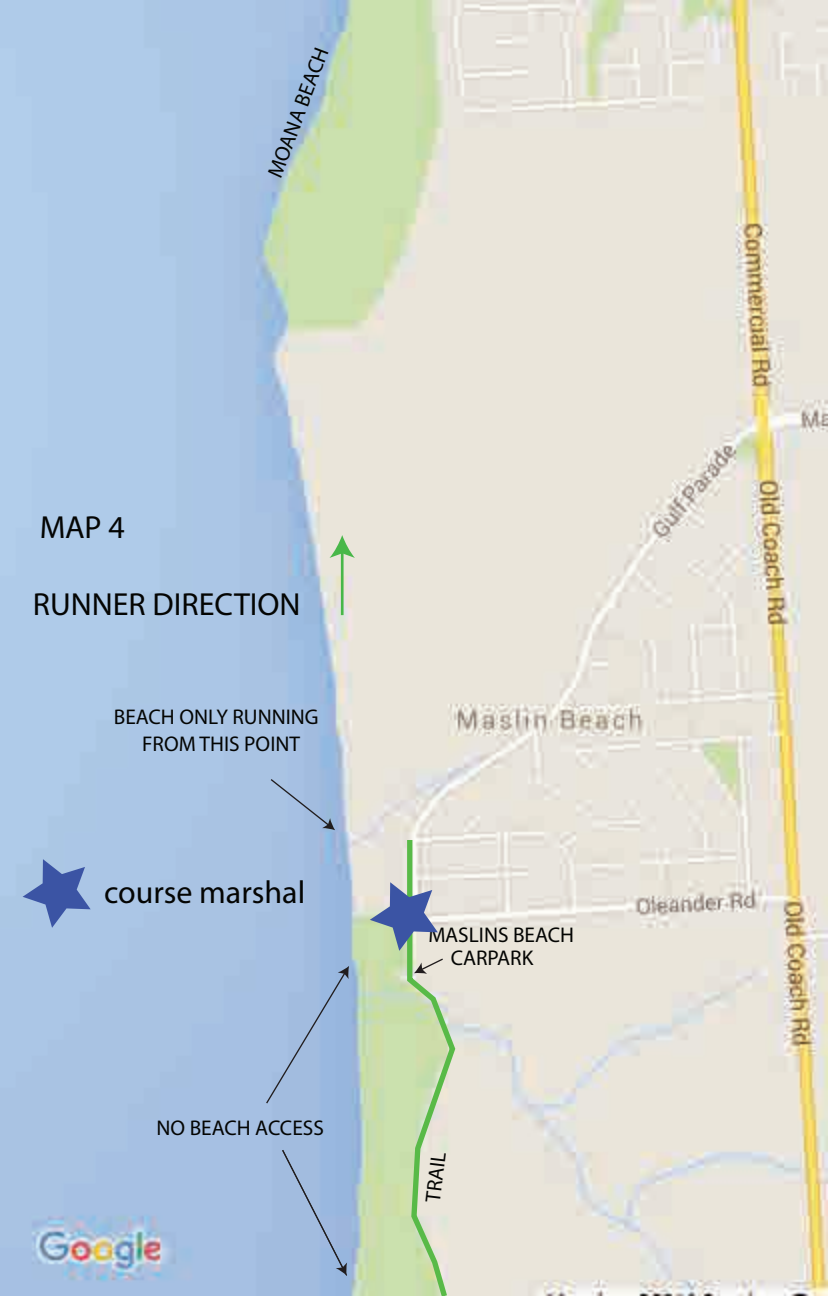 MOANA BEACH
Commercial Rd
Gulf Parade
Old Coach Rd
MAP 4
RUNNER DIRECTION
BEACH ONLY RUNNING
FROM THIS POINT
Maslin Beach
course marshal
Oleander Rd
MASLINS BEACH
CARPARK
Old Coach Rd
NO BEACH ACCESS
TRAIL
Google